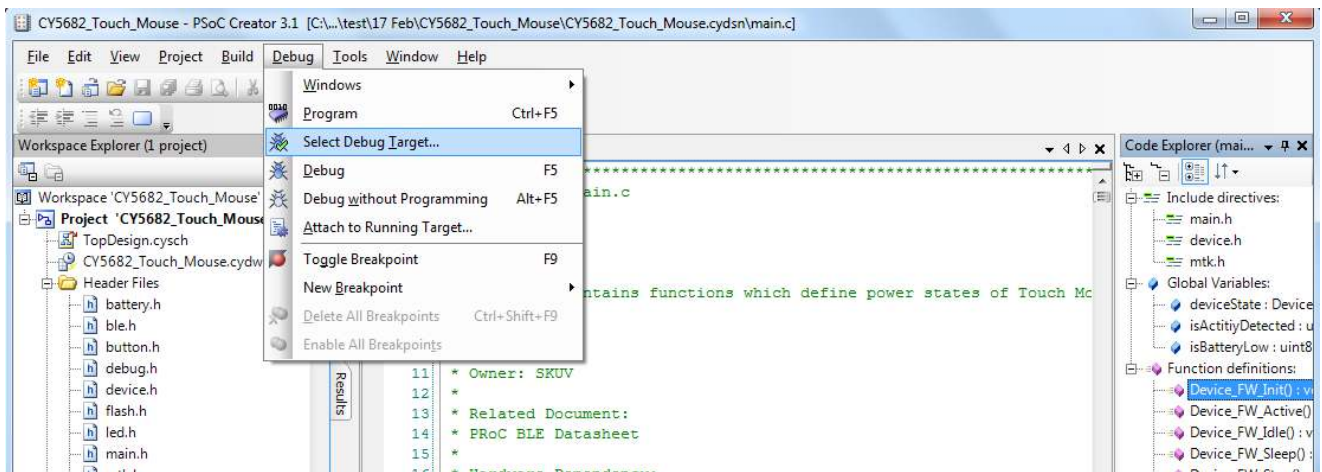 CY5682_Touch_Mouse - PSoC Creator 3.1 [C:\...\test\17 Feb\CY5682_Touch_Mouse\CY5682_Touch_Mouse.cydsn\main.c]
File Edit View Project Build Debug Tools Window Help
Windows
Program Ctrl+F5
Select Debug Target...
Debug F5
Debug without Programming Alt+F5
Attach to Running Target...
Toggle Breakpoint F9
New Breakpoint
Delete All Breakpoints Ctrl+Shift+F9
Enable All Breakpoints
Workspace Explorer (1 project)
Workspace 'CY5682_Touch_Mouse'
Project 'CY5682_Touch_Mouse
TopDesign.cysch
CY5682_Touch_Mouse.cydw
Header Files
battery.h
ble.h
button.h
debug.h
device.h
flash.h
led.h
main.h
Results
ain.c
ntains functions which define power states of Touch Mo
11 * Owner: SKUV
12 *
13 * Related Document:
14 * PRoC BLE Datasheet
15 *
Code Explorer (mai...
Include directives:
main.h
device.h
mtk.h
Global Variables:
deviceState : Device
isActitiyDetected : u
isBatteryLow : uint8
Function definitions:
Device_FW_Init() : v
Device_FW_Active()
Device_FW_Idle() : v
Device_FW_Sleep() :